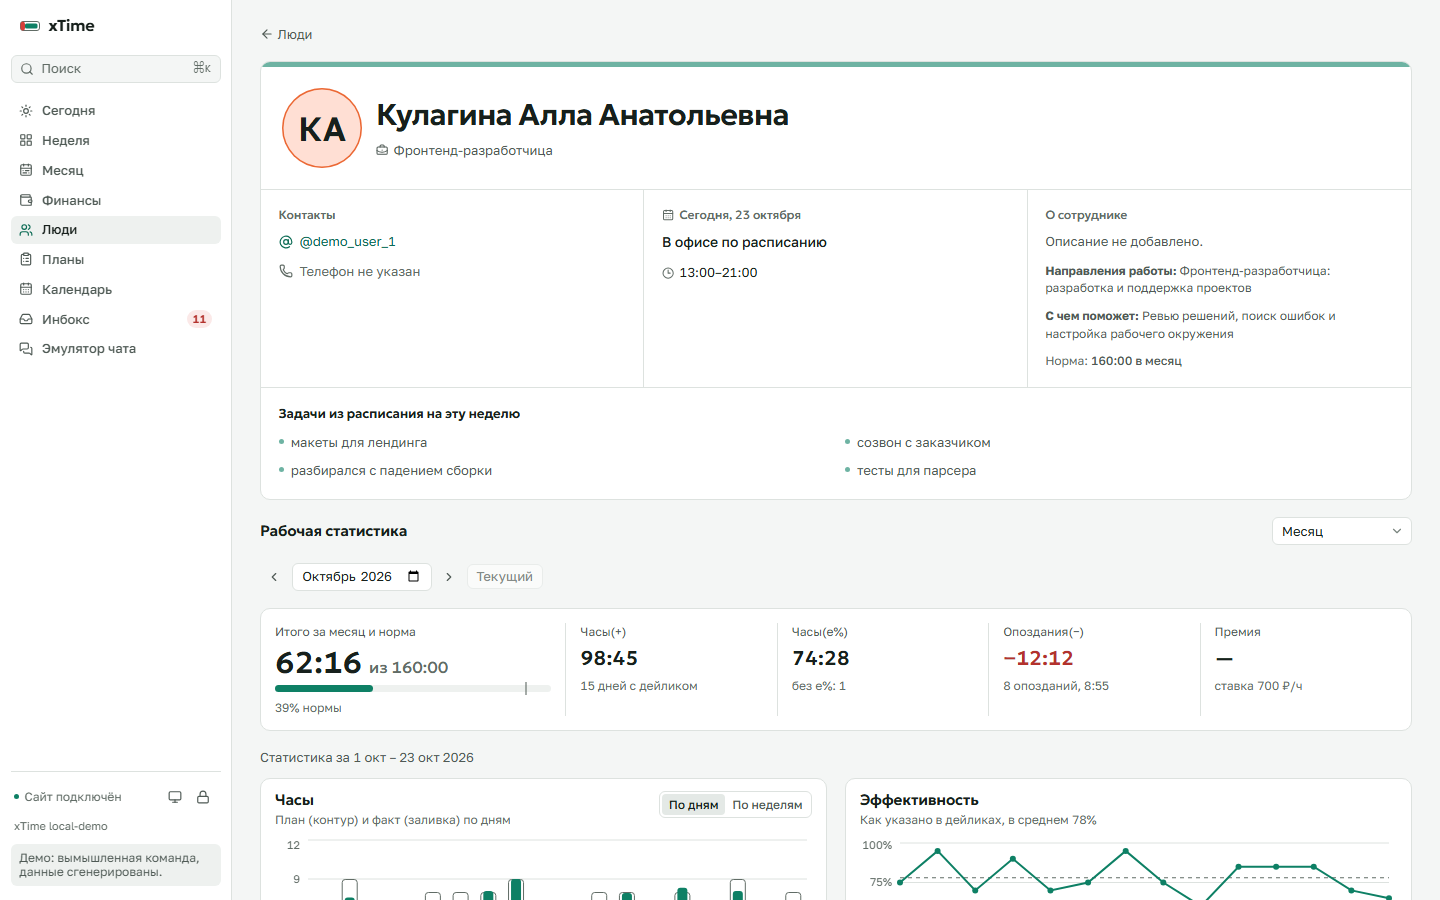 xTime
Поиск
⌘K
Сегодня
Неделя
Месяц
Финансы
Люди
Планы
Календарь
Инбокс
11
Эмулятор чата
Сайт подключён
xTime local-demo
Демо: вымышленная команда,
данные сгенерированы.
← Люди
КА
Кулагина Алла Анатольевна
Фронтенд-разработчица
Контакты
@demo_user_1
Телефон не указан
Сегодня, 23 октября
В офисе по расписанию
13:00–21:00
О сотруднике
Описание не добавлено.
Направления работы: Фронтенд-разработчица:
разработка и поддержка проектов
С чем поможет: Ревью решений, поиск ошибок и
настройка рабочего окружения
Норма: 160:00 в месяц
Задачи из расписания на эту неделю
макеты для лендинга
созвон с заказчиком
разбирался с падением сборки
тесты для парсера
Рабочая статистика
Месяц
Октябрь 2026
Текущий
Итого за месяц и норма
62:16 из 160:00
39% нормы
Часы(+)
98:45
15 дней с дейликом
Часы(е%)
74:28
без е%: 1
Опоздания(−)
−12:12
8 опозданий, 8:55
Премия
—
ставка 700 ₽/ч
Статистика за 1 окт – 23 окт 2026
Часы
План (контур) и факт (заливка) по дням
По дням
По неделям
12
9
Эффективность
Как указано в дейликах, в среднем 78%
100%
75%